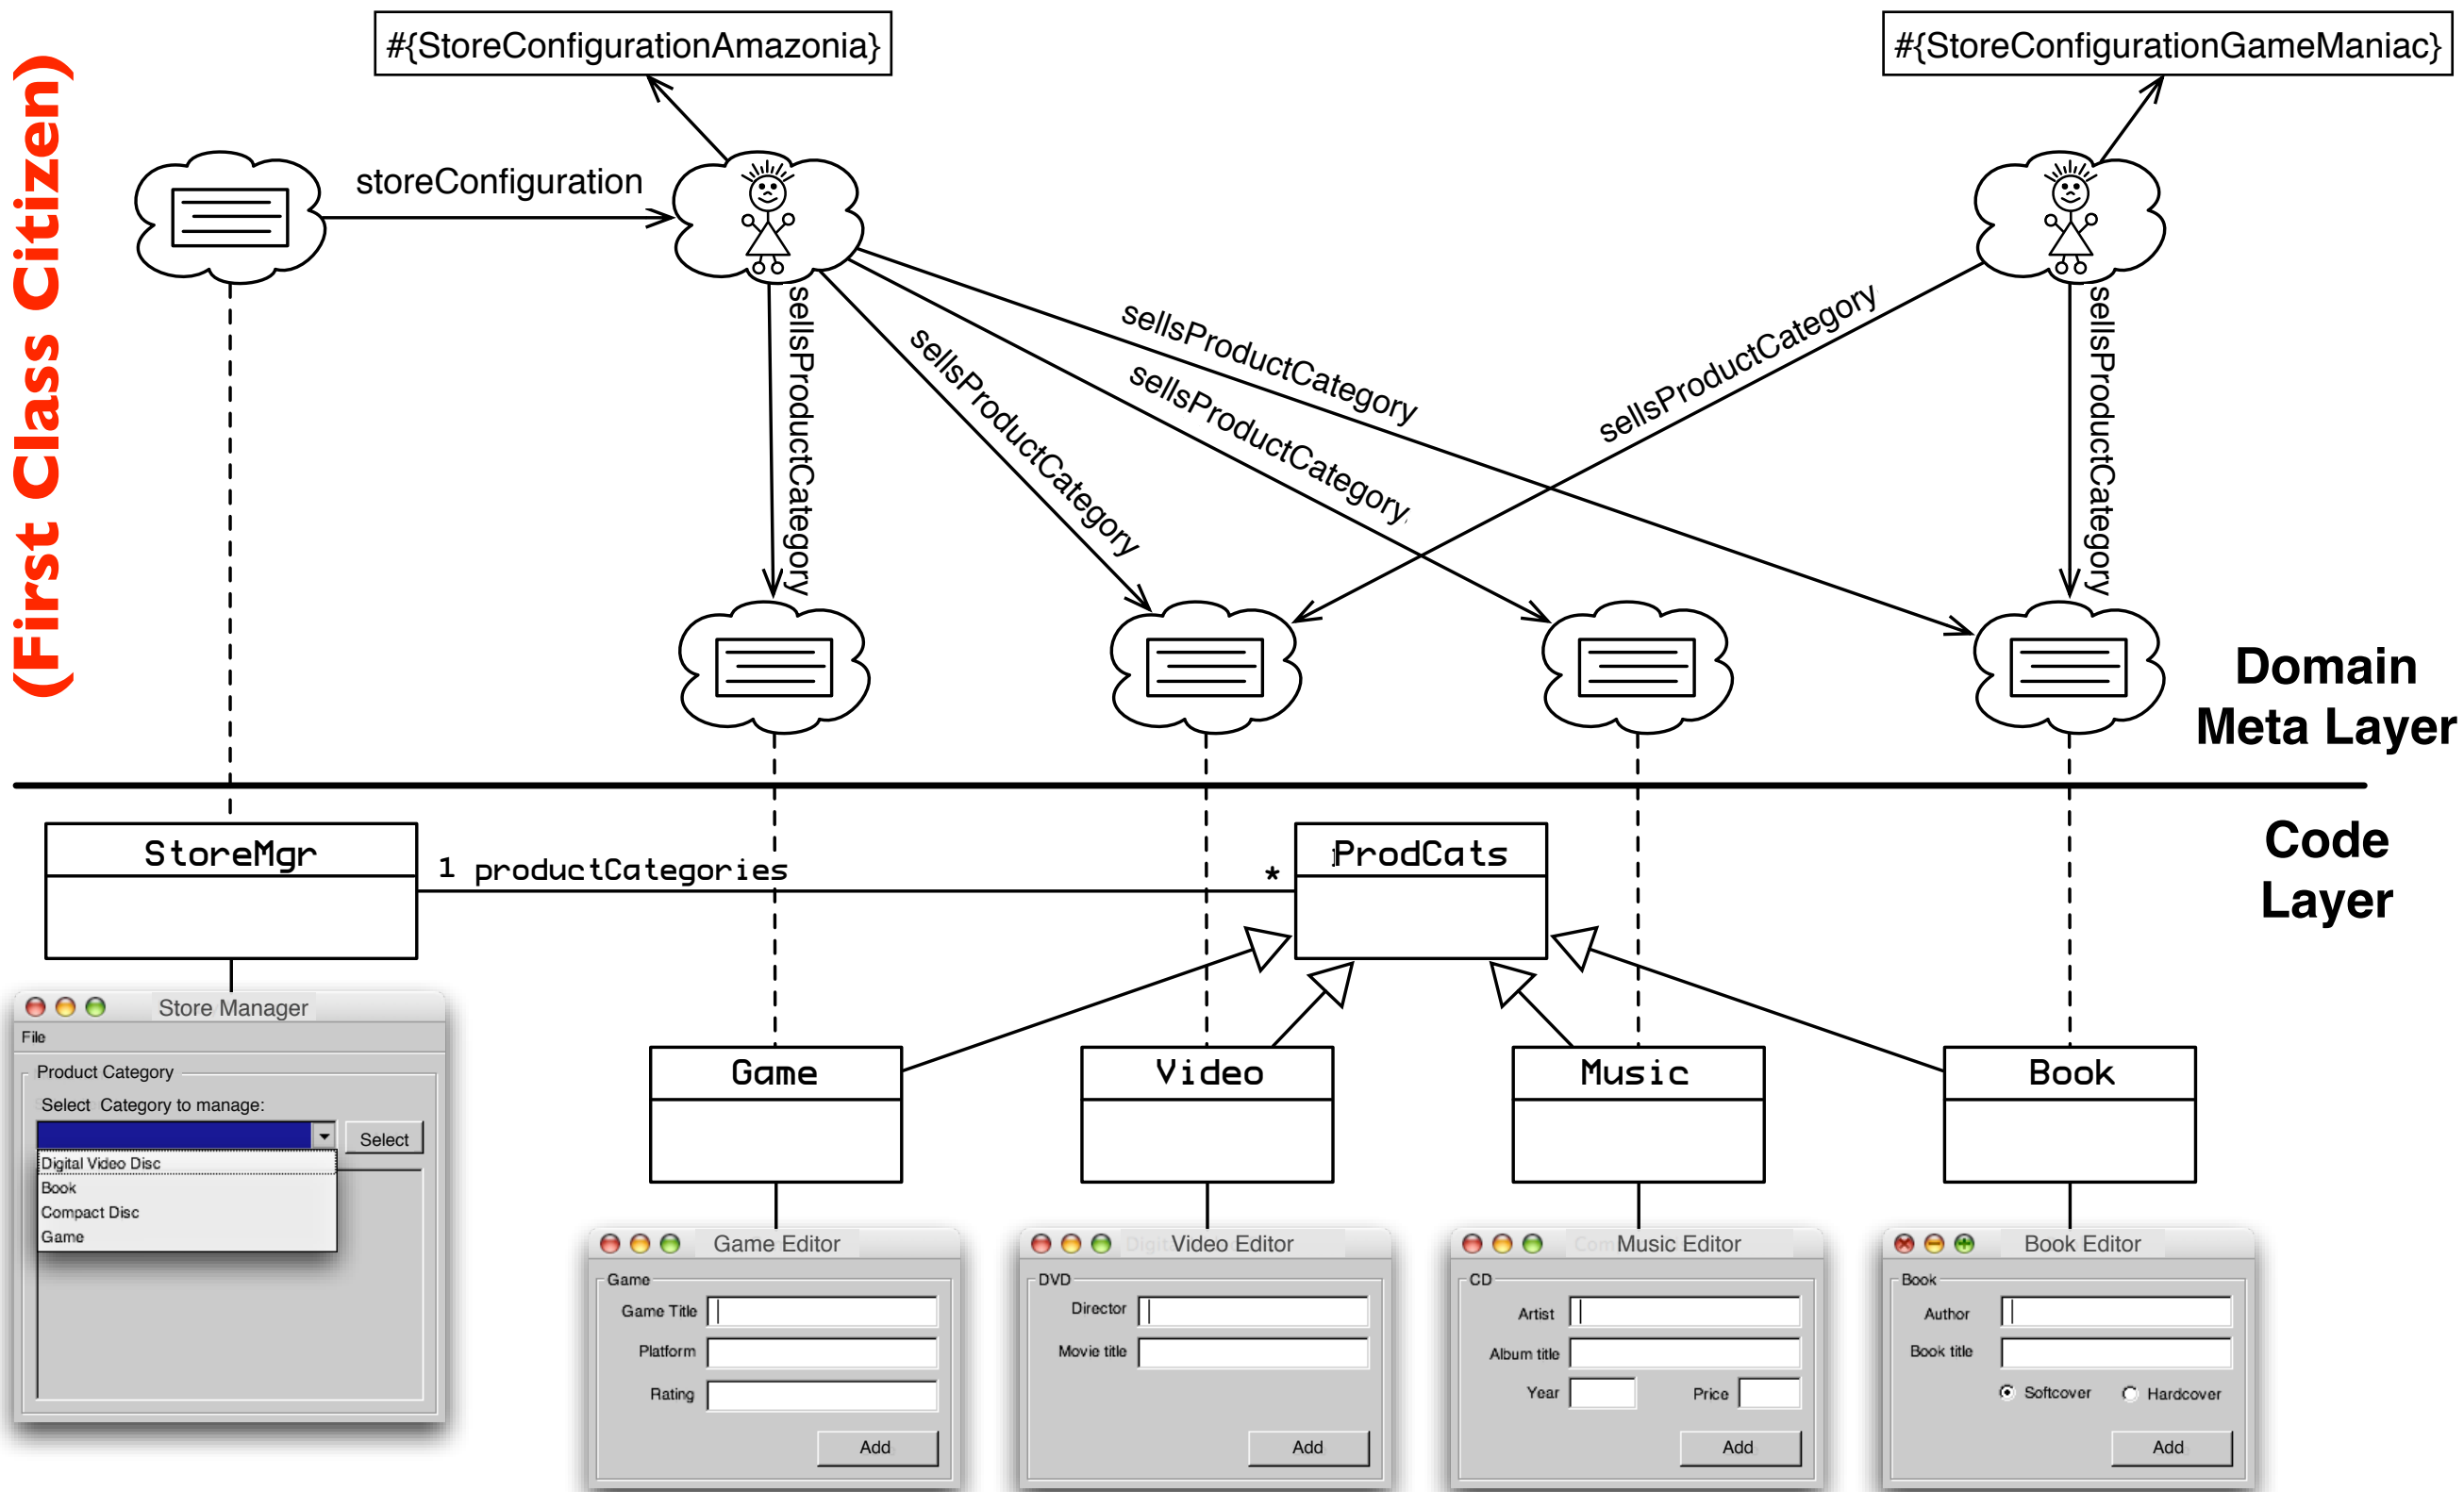 #{StoreConfigurationAmazonia}
#{StoreConfigurationGameManiac}
(First Class Citizen)
storeConfiguration
sellsProductCategory
sellsProductCategory
sellsProductCategory
sellsProductCategory
sellsProductCategory
sellsProductCategory
Domain
Meta Layer
Code
Layer
StoreMgr
1 productCategories
*
ProdCats
Game
Video
Music
Book
Store Manager
File
Product Category
Select Category to manage:
Select
Digital Video Disc
Book
Compact Disc
Game
Game Editor
Game
Game Title
Platform
Rating
Add
Video Editor
DVD
Director
Movie title
Add
Music Editor
CD
Artist
Album title
Year
Price
Add
Book Editor
Book
Author
Book title
Softcover
Hardcover
Add